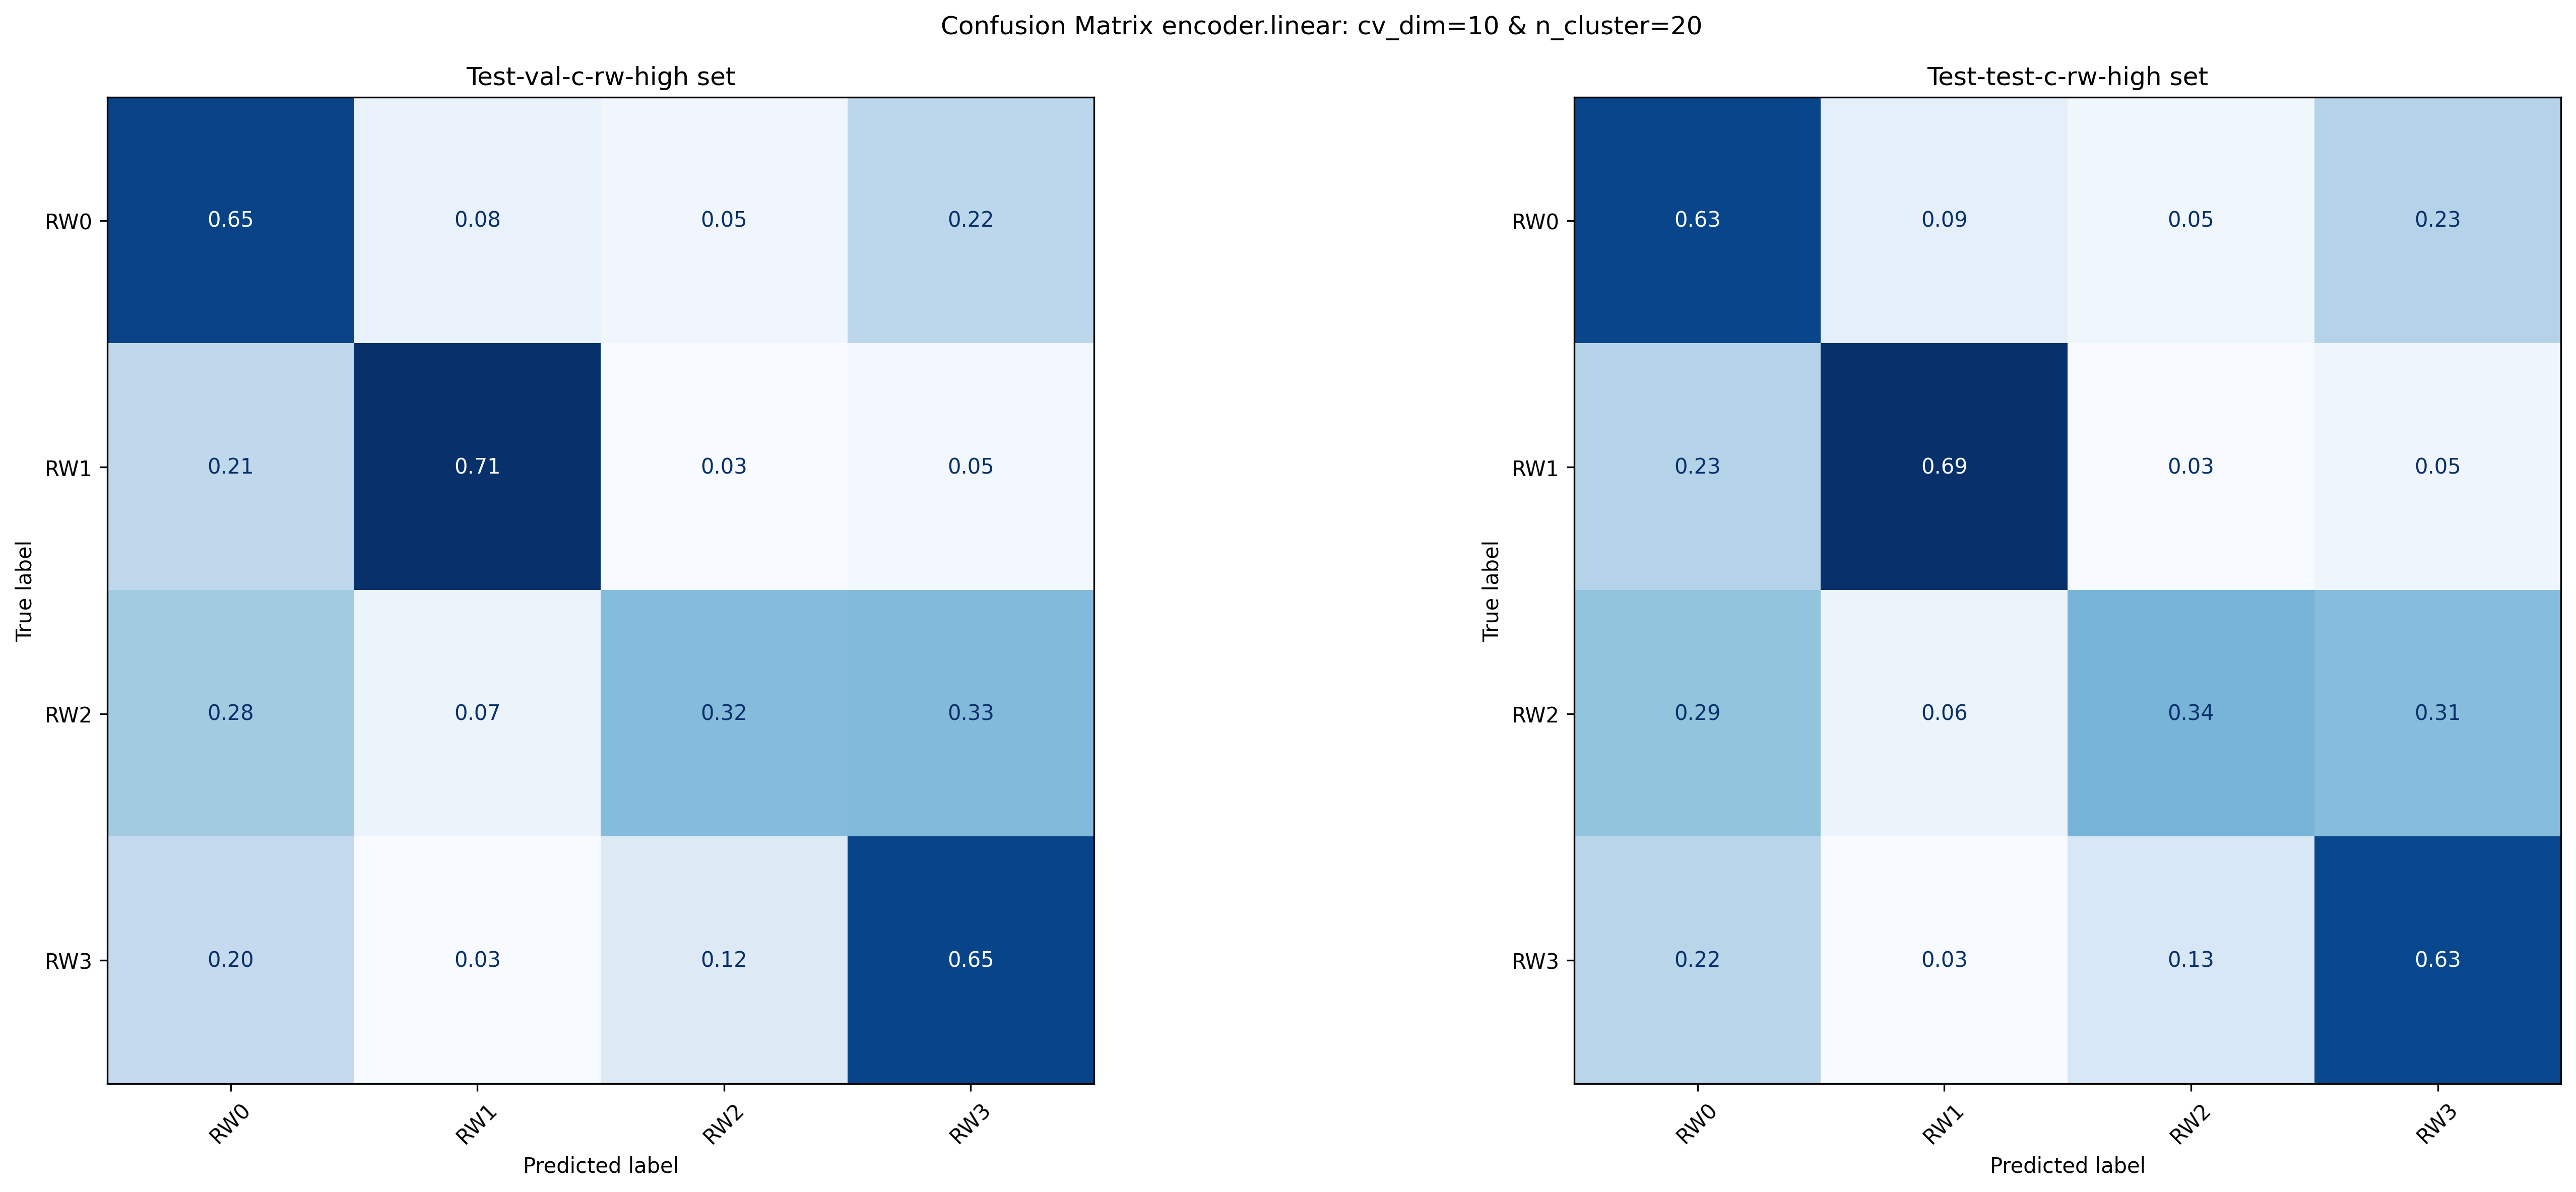 Confusion Matrix encoder.linear: cv_dim=10 & n_cluster=20
Test-val-c-rw-high set
True label
RW0 0.65 0.08 0.05 0.22
RW1 0.21 0.71 0.03 0.05
RW2 0.28 0.07 0.32 0.33
RW3 0.20 0.03 0.12 0.65
RW0 RW1 RW2 RW3
Predicted label
Test-test-c-rw-high set
True label
RW0 0.63 0.09 0.05 0.23
RW1 0.23 0.69 0.03 0.05
RW2 0.29 0.06 0.34 0.31
RW3 0.22 0.03 0.13 0.63
RW0 RW1 RW2 RW3
Predicted label